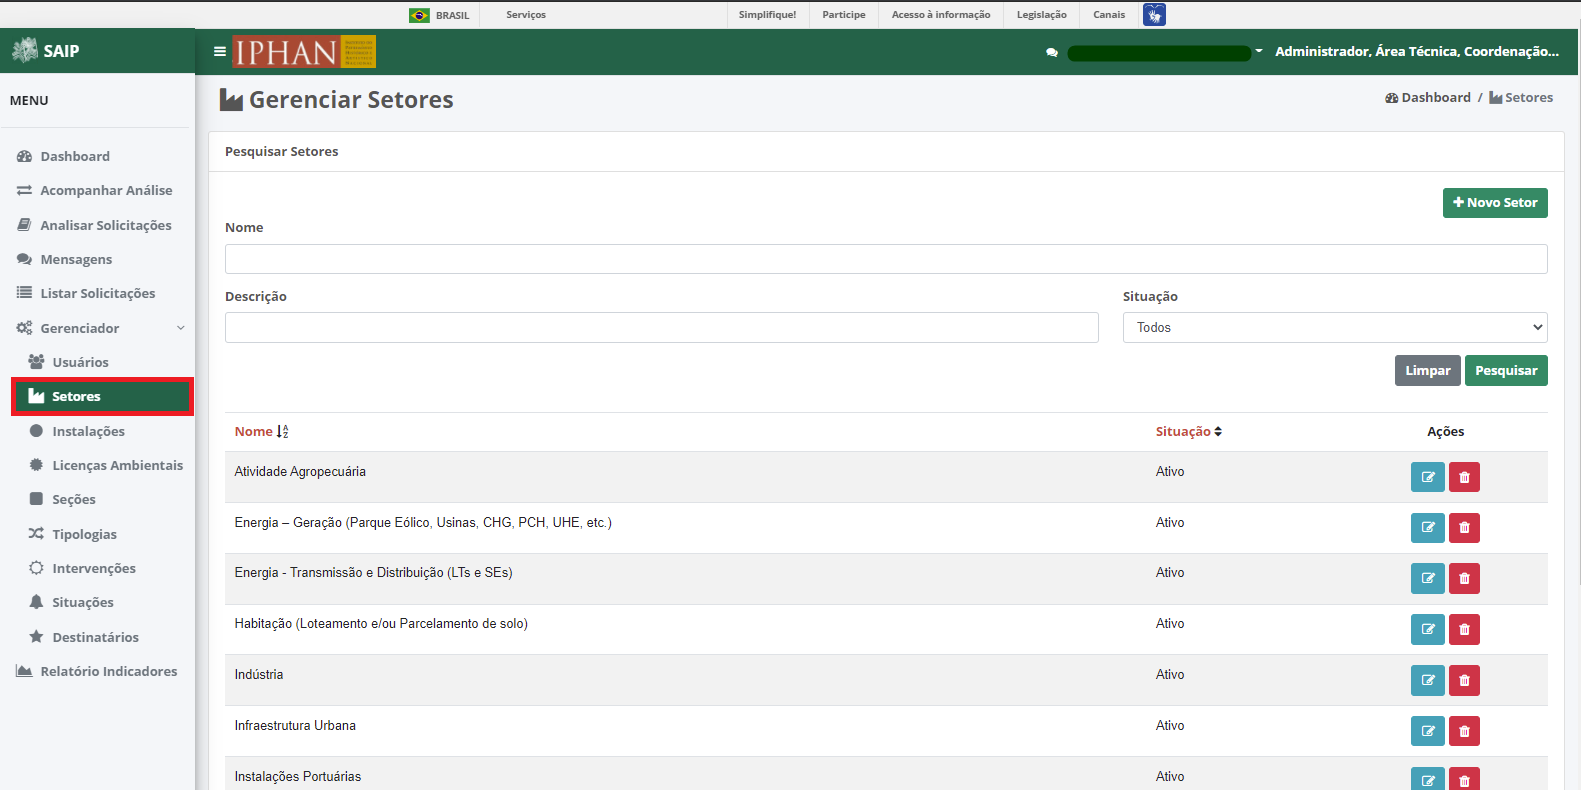 BRASIL Serviços Simplifique! Participe Acesso à informação Legislação Canais
SAIP
IPHAN
Administrador, Área Técnica, Coordenação...
MENU
Dashboard
Acompanhar Análise
Analisar Solicitações
Mensagens
Listar Solicitações
Gerenciador
Usuários
Setores
Instalações
Licenças Ambientais
Seções
Tipologias
Intervenções
Situações
Destinatários
Relatório Indicadores
Gerenciar Setores
Dashboard / Setores
Pesquisar Setores
Novo Setor
Nome
Descrição
Situação
Todos
Limpar Pesquisar
Nome Situação Ações
Atividade Agropecuária Ativo
Energia – Geração (Parque Eólico, Usinas, CHG, PCH, UHE, etc.) Ativo
Energia - Transmissão e Distribuição (LTs e SEs) Ativo
Habitação (Loteamento e/ou Parcelamento de solo) Ativo
Indústria Ativo
Infraestrutura Urbana Ativo
Instalações Portuárias Ativo